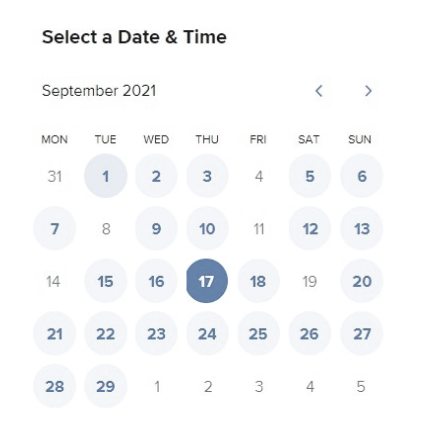 Select a Date & Time
September 2021
MON TUE WED THU FRI SAT SUN
31 1 2 3 4 5 6
7 8 9 10 11 12 13
14 15 16 17 18 19 20
21 22 23 24 25 26 27
28 29 1 2 3 4 5